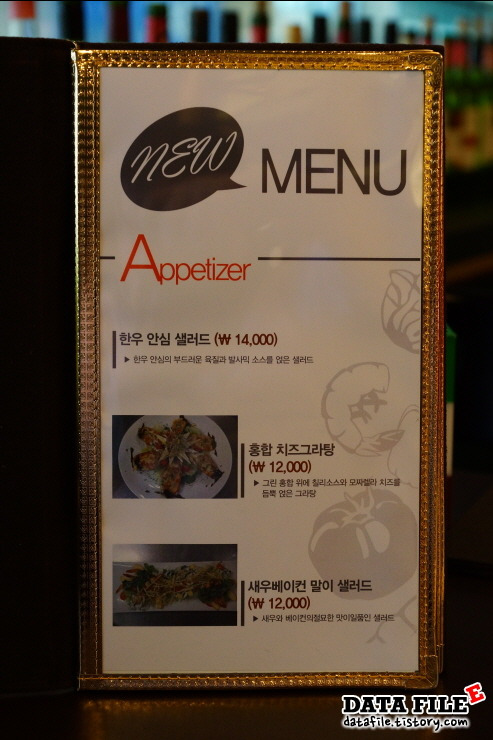 NEW MENU
Appetizer
한우 안심 샐러드 (₩ 14,000)
▶ 한우 안심의 부드러운 육질과 발사믹 소스를 얹은 샐러드
홍합 치즈그라탕
(₩ 12,000)
▶ 그린 홍합 위에 칠리소스와 모짜렐라 치즈를
듬뿍 얹은 그라탕
새우베이컨 말이 샐러드
(₩ 12,000)
▶ 새우와 베이컨의절묘한 맛이일품인 샐러드
DATA FILE E
datafile.tistory.com